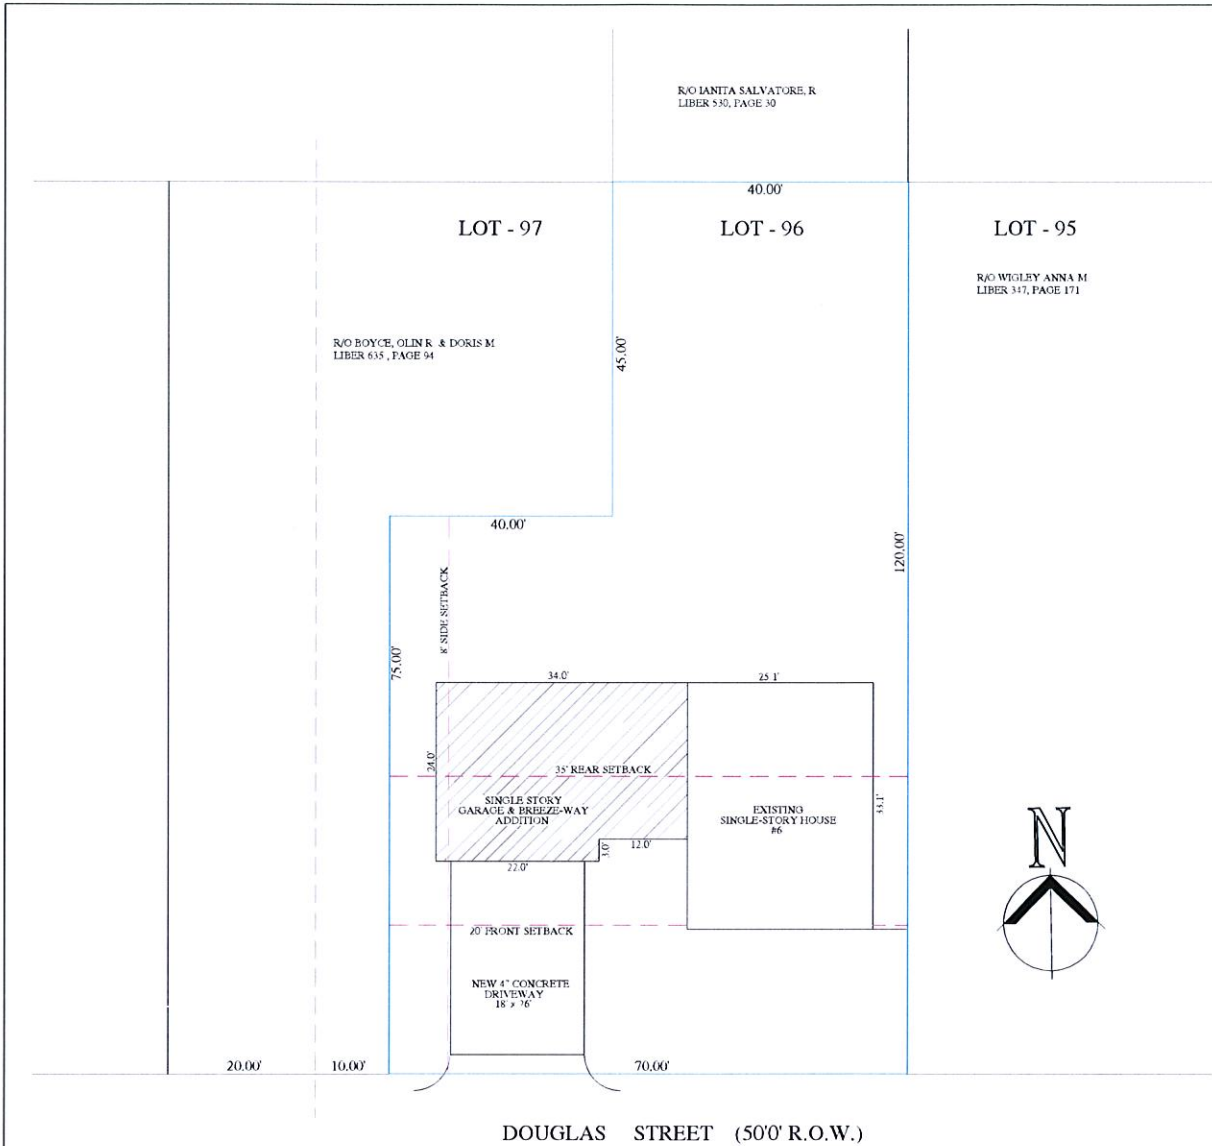 R/O IANITA SALVATORE, R
LIBER 530, PAGE 30
40.00'
LOT - 97
LOT - 96
LOT - 95
R/O WIGLEY ANNA M
LIBER 347, PAGE 171
R/O BOYCE, OLIN R & DORIS M
LIBER 635 , PAGE 94
45.00'
40.00'
120.00'
8' SIDE SETBACK
75.00'
34.0'
25.1'
24.0'
35' REAR SETBACK
SINGLE STORY
GARAGE & BREEZE-WAY
ADDITION
EXISTING
SINGLE-STORY HOUSE
#6
33.1'
3.0'
12.0'
22.0'
N
20' FRONT SETBACK
NEW 4" CONCRETE
DRIVEWAY
18' x 26'
20.00'
10.00'
70.00'
DOUGLAS STREET (50'0' R.O.W.)